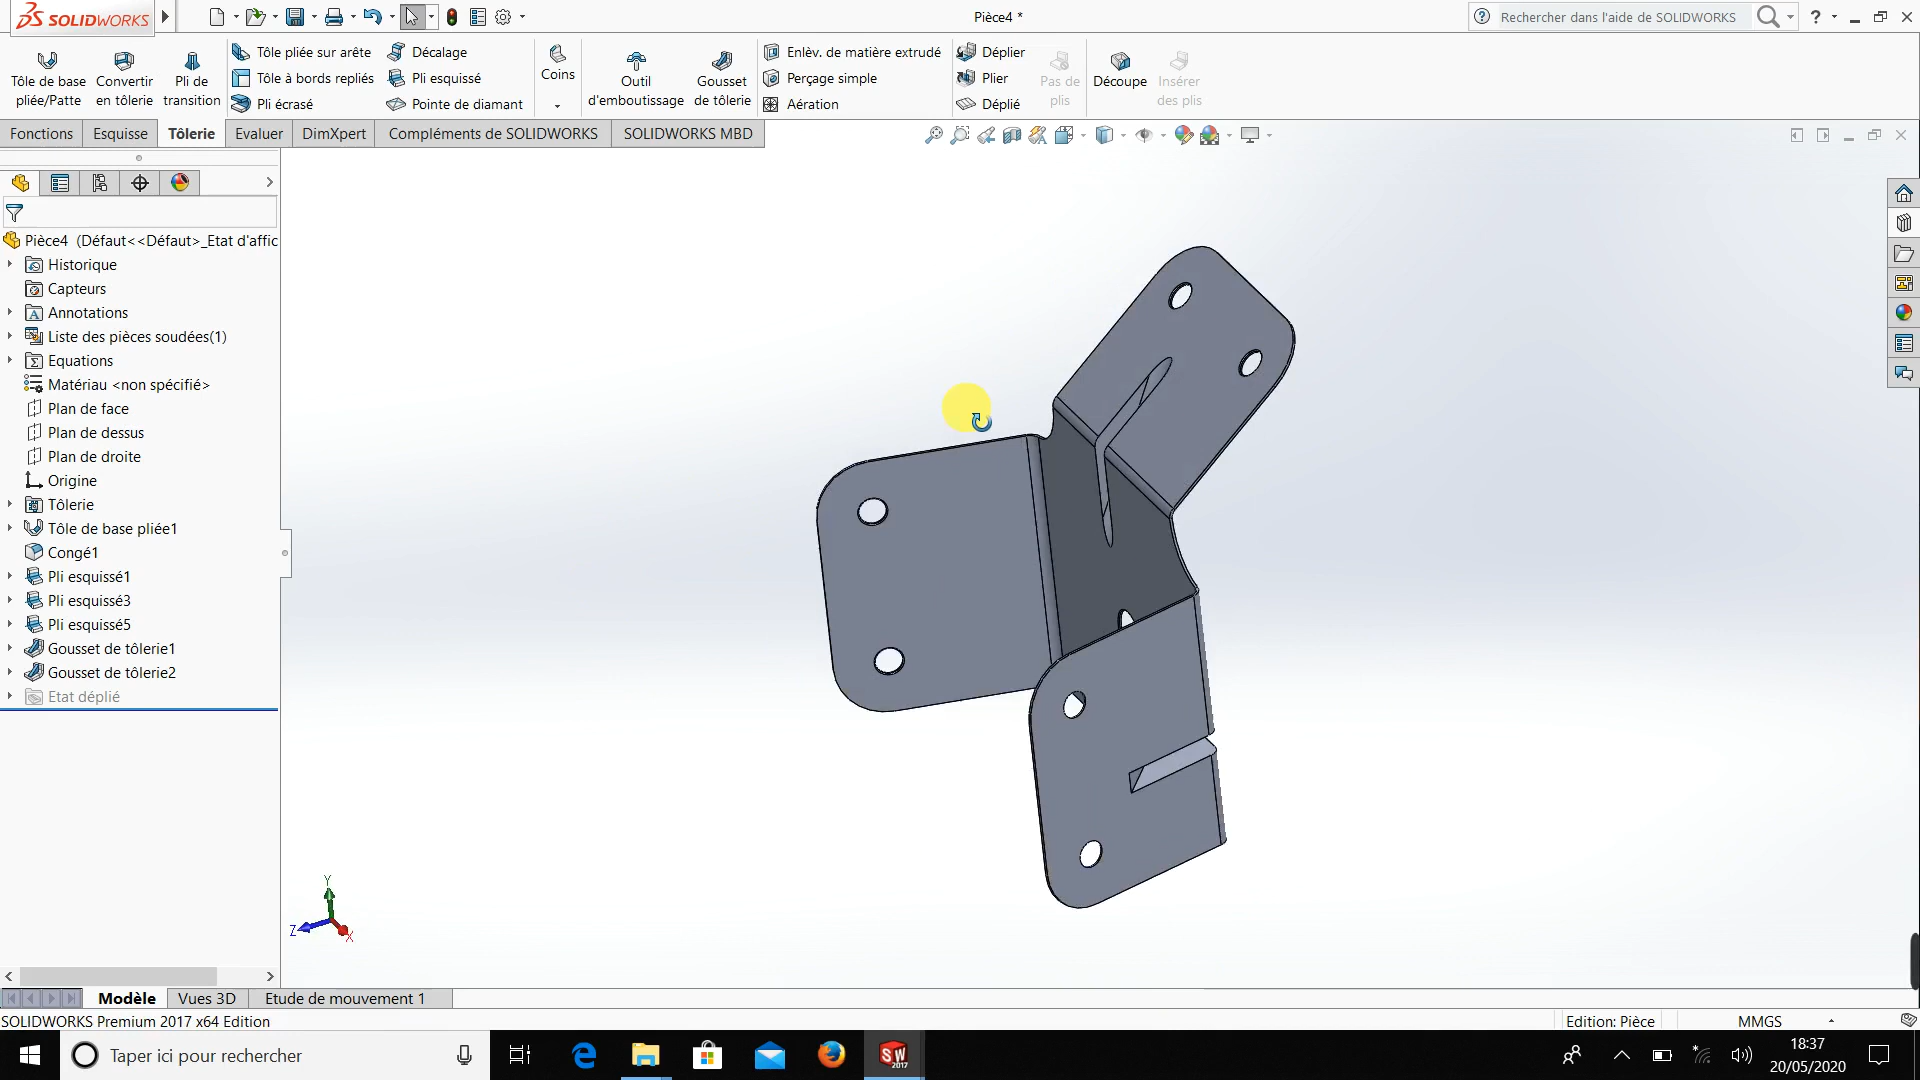 SOLIDWORKS
Pièce4 *
Rechercher dans l'aide de SOLIDWORKS
?
Tôle de base
pliée/Patte
Convertir
en tôlerie
Pli de
transition
Tôle pliée sur arête
Tôle à bords repliés
Pli écrasé
Décalage
Pli esquissé
Pointe de diamant
Coins
Outil
d'emboutissage
Gousset
de tôlerie
Enlèv. de matière extrudé
Perçage simple
Aération
Déplier
Plier
Déplié
Pas de
plis
Découpe
Insérer
des plis
Fonctions
Esquisse
Tôlerie
Evaluer
DimXpert
Compléments de SOLIDWORKS
SOLIDWORKS MBD
Pièce4 (Défaut<<Défaut>_Etat d'affic
Historique
Capteurs
Annotations
Liste des pièces soudées(1)
Equations
Matériau <non spécifié>
Plan de face
Plan de dessus
Plan de droite
Origine
Tôlerie
Tôle de base pliée1
Congé1
Pli esquissé1
Pli esquissé3
Pli esquissé5
Gousset de tôlerie1
Gousset de tôlerie2
Etat déplié
Y
Z
X
Modèle
Vues 3D
Etude de mouvement 1
SOLIDWORKS Premium 2017 x64 Edition
Edition: Pièce
MMGS
Taper ici pour rechercher
SW
2017
18:37
20/05/2020